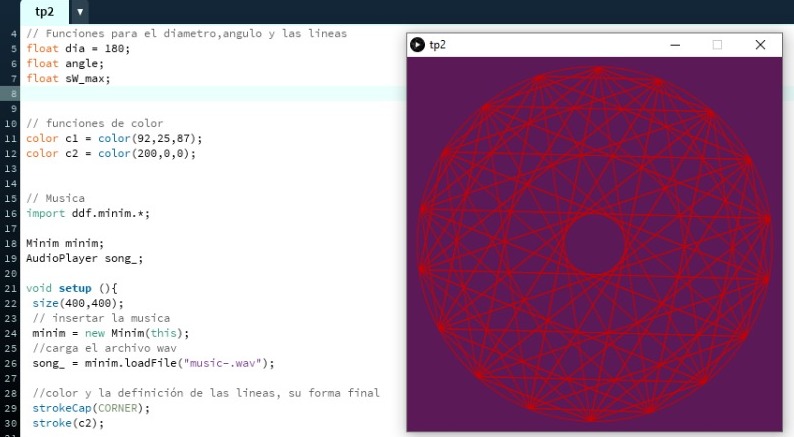 tp2 ▼
4 // Funciones para el diametro,angulo y las lineas
5 float dia = 180;
6 float angle;
7 float sW_max;
8
9
10 // funciones de color
11 color c1 = color(92,25,87);
12 color c2 = color(200,0,0);
13
14
15 // Musica
16 import ddf.minim.*;
17
18 Minim minim;
19 AudioPlayer song_;
20
21 void setup (){
22 size(400,400);
23 // insertar la musica
24 minim = new Minim(this);
25 //carga el archivo wav
26 song_ = minim.loadFile("music-.wav");
27
28 //color y la definición de las lineas, su forma final
29 strokeCap(CORNER);
30 stroke(c2);
tp2